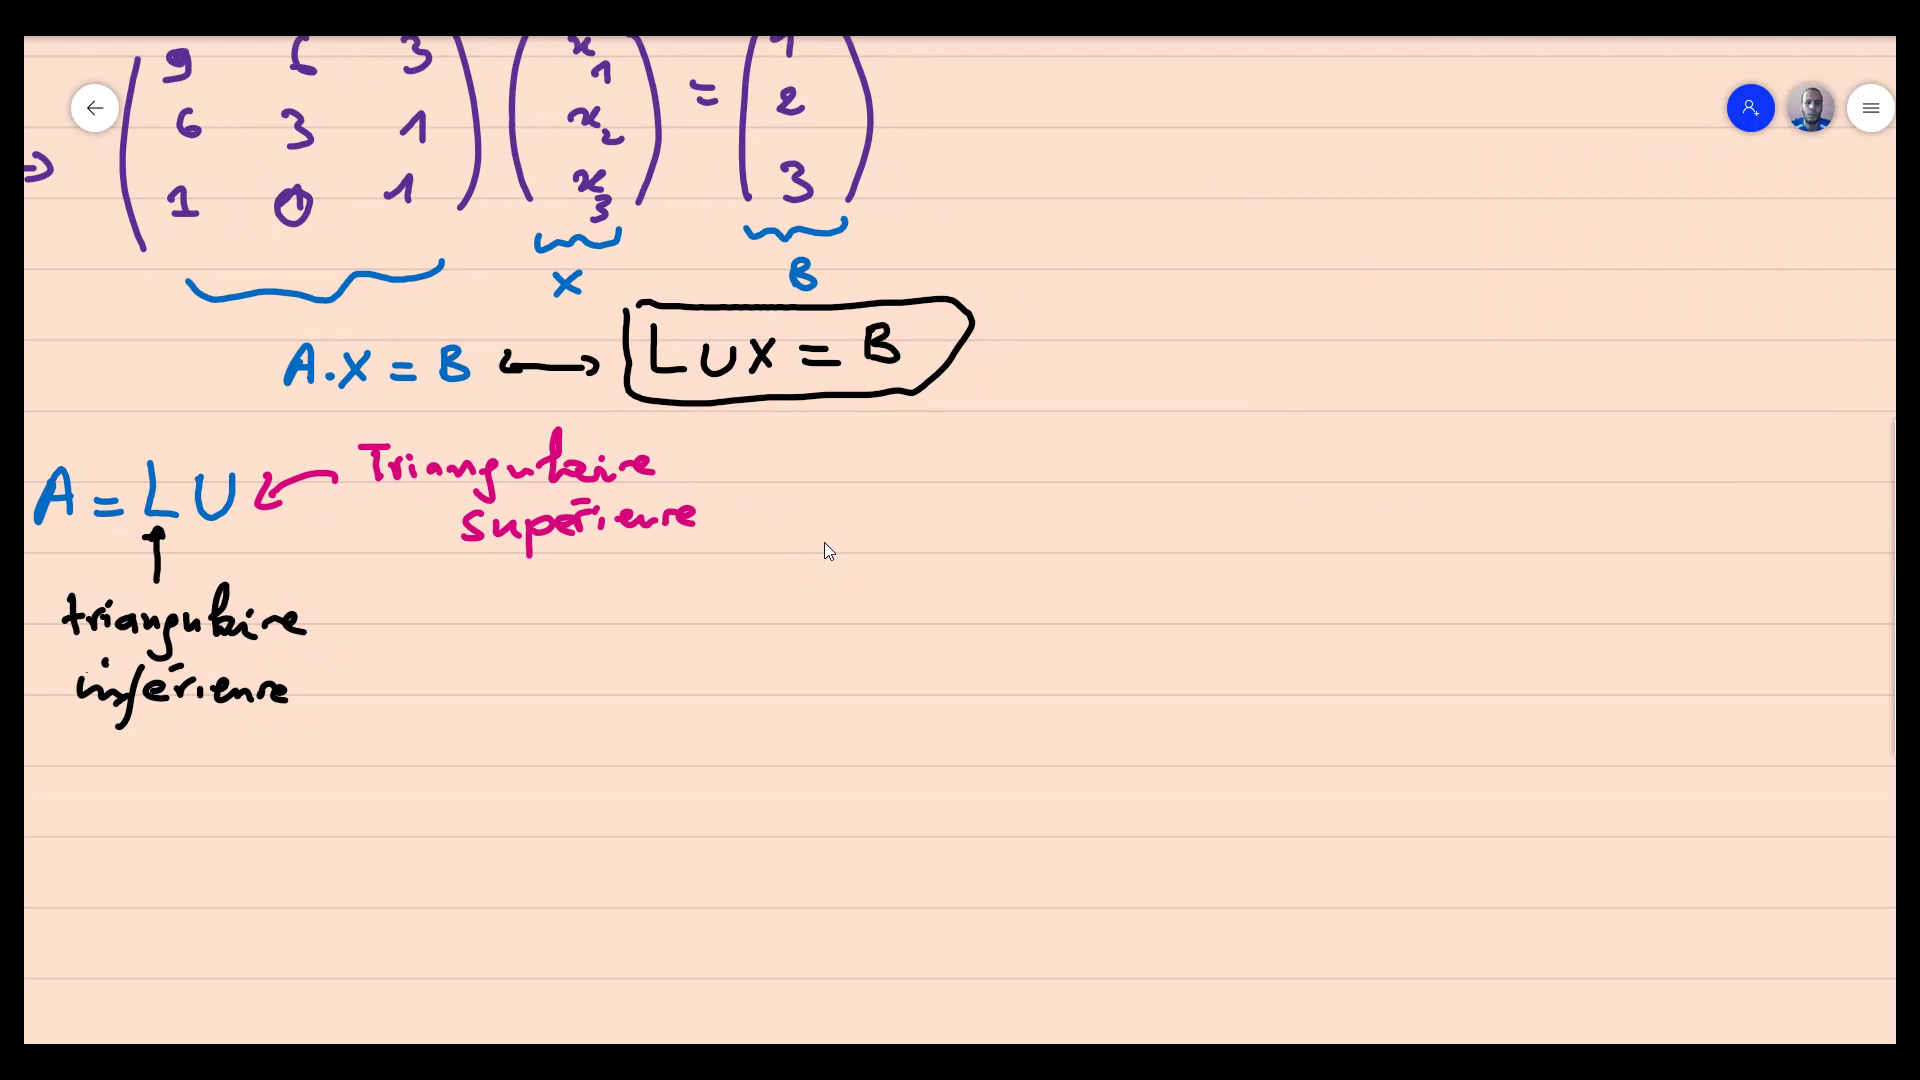 9 6 3 x1 1
6 3 1 x2 = 2
⇒ 1 0 1 x3 3
X B
A.X = B ⟷ LUX = B
A = LU ← Triangulaire
supérieure
↑
triangulaire
inférieure